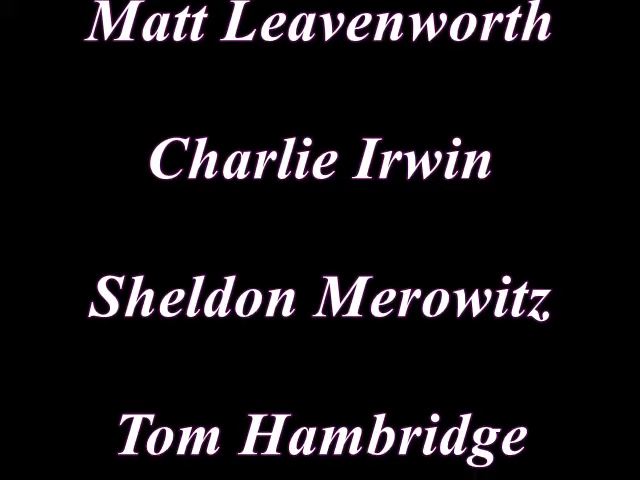 Matt Leavenworth
Charlie Irwin
Sheldon Merowitz
Tom Hambridge